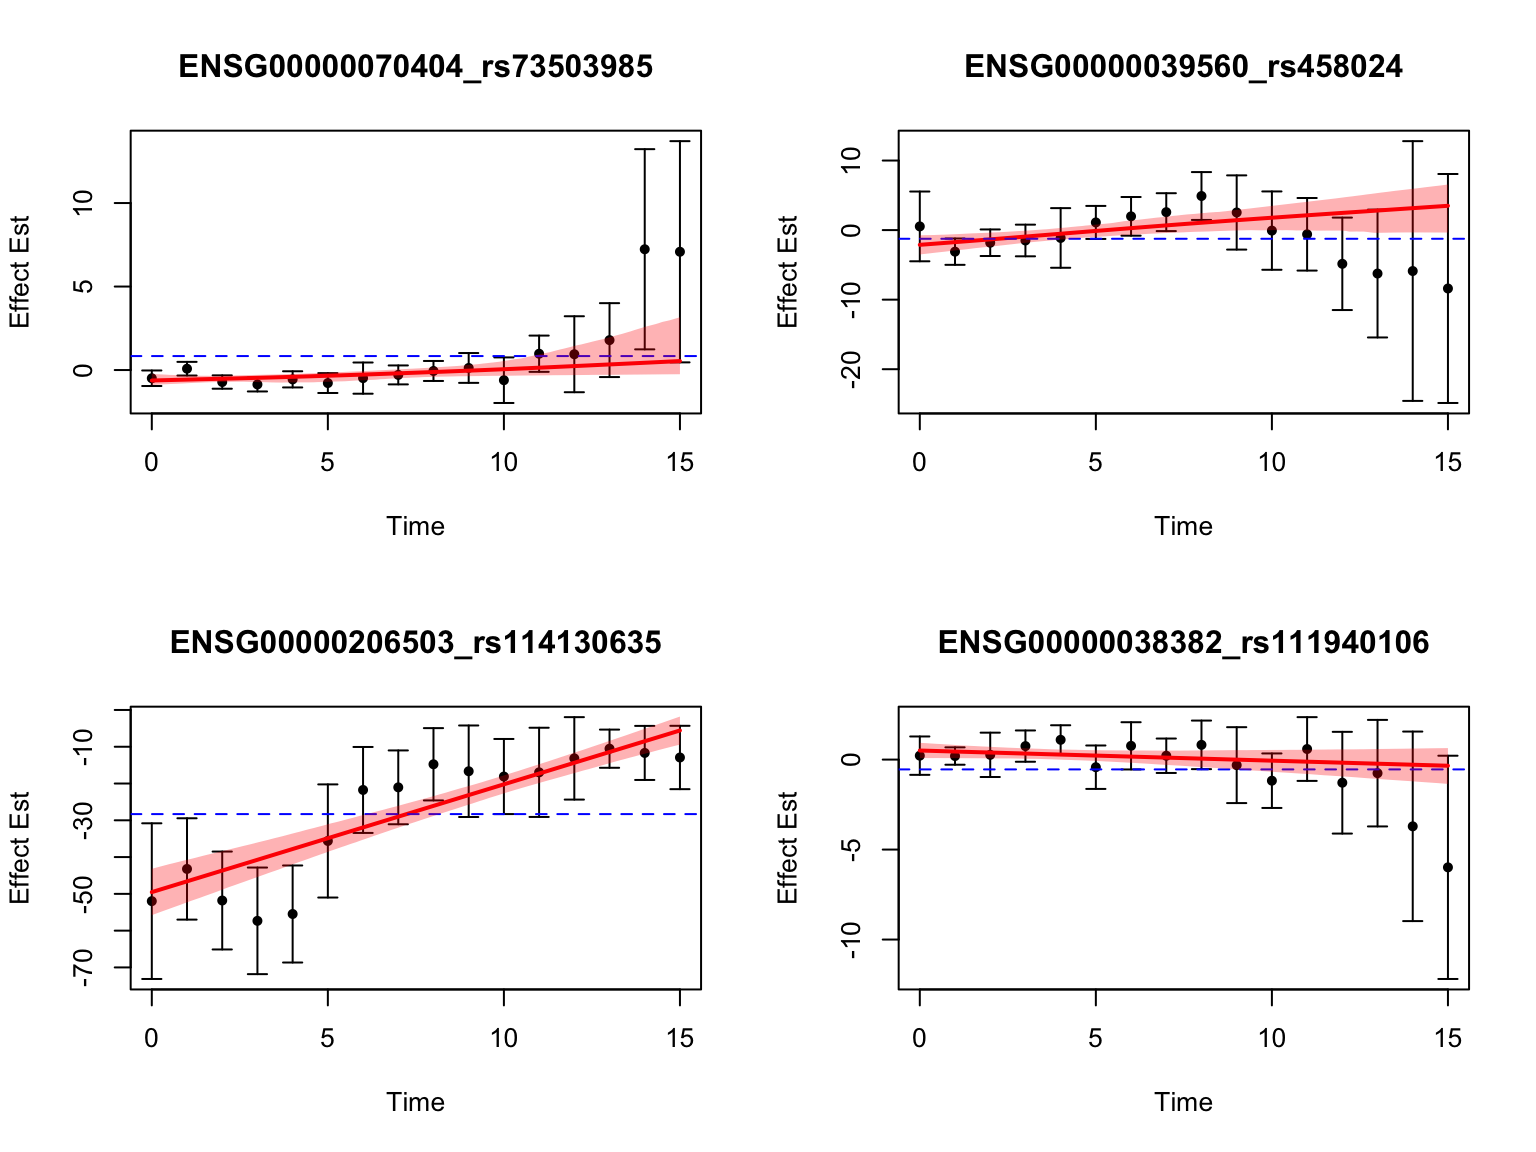 ENSG00000070404_rs73503985
Effect Est
10
5
0
0 5 10 15
Time
ENSG00000039560_rs458024
Effect Est
10
0
-10
-20
0 5 10 15
Time
ENSG00000206503_rs114130635
Effect Est
-10
-30
-50
-70
0 5 10 15
Time
ENSG00000038382_rs111940106
Effect Est
0
-5
-10
0 5 10 15
Time